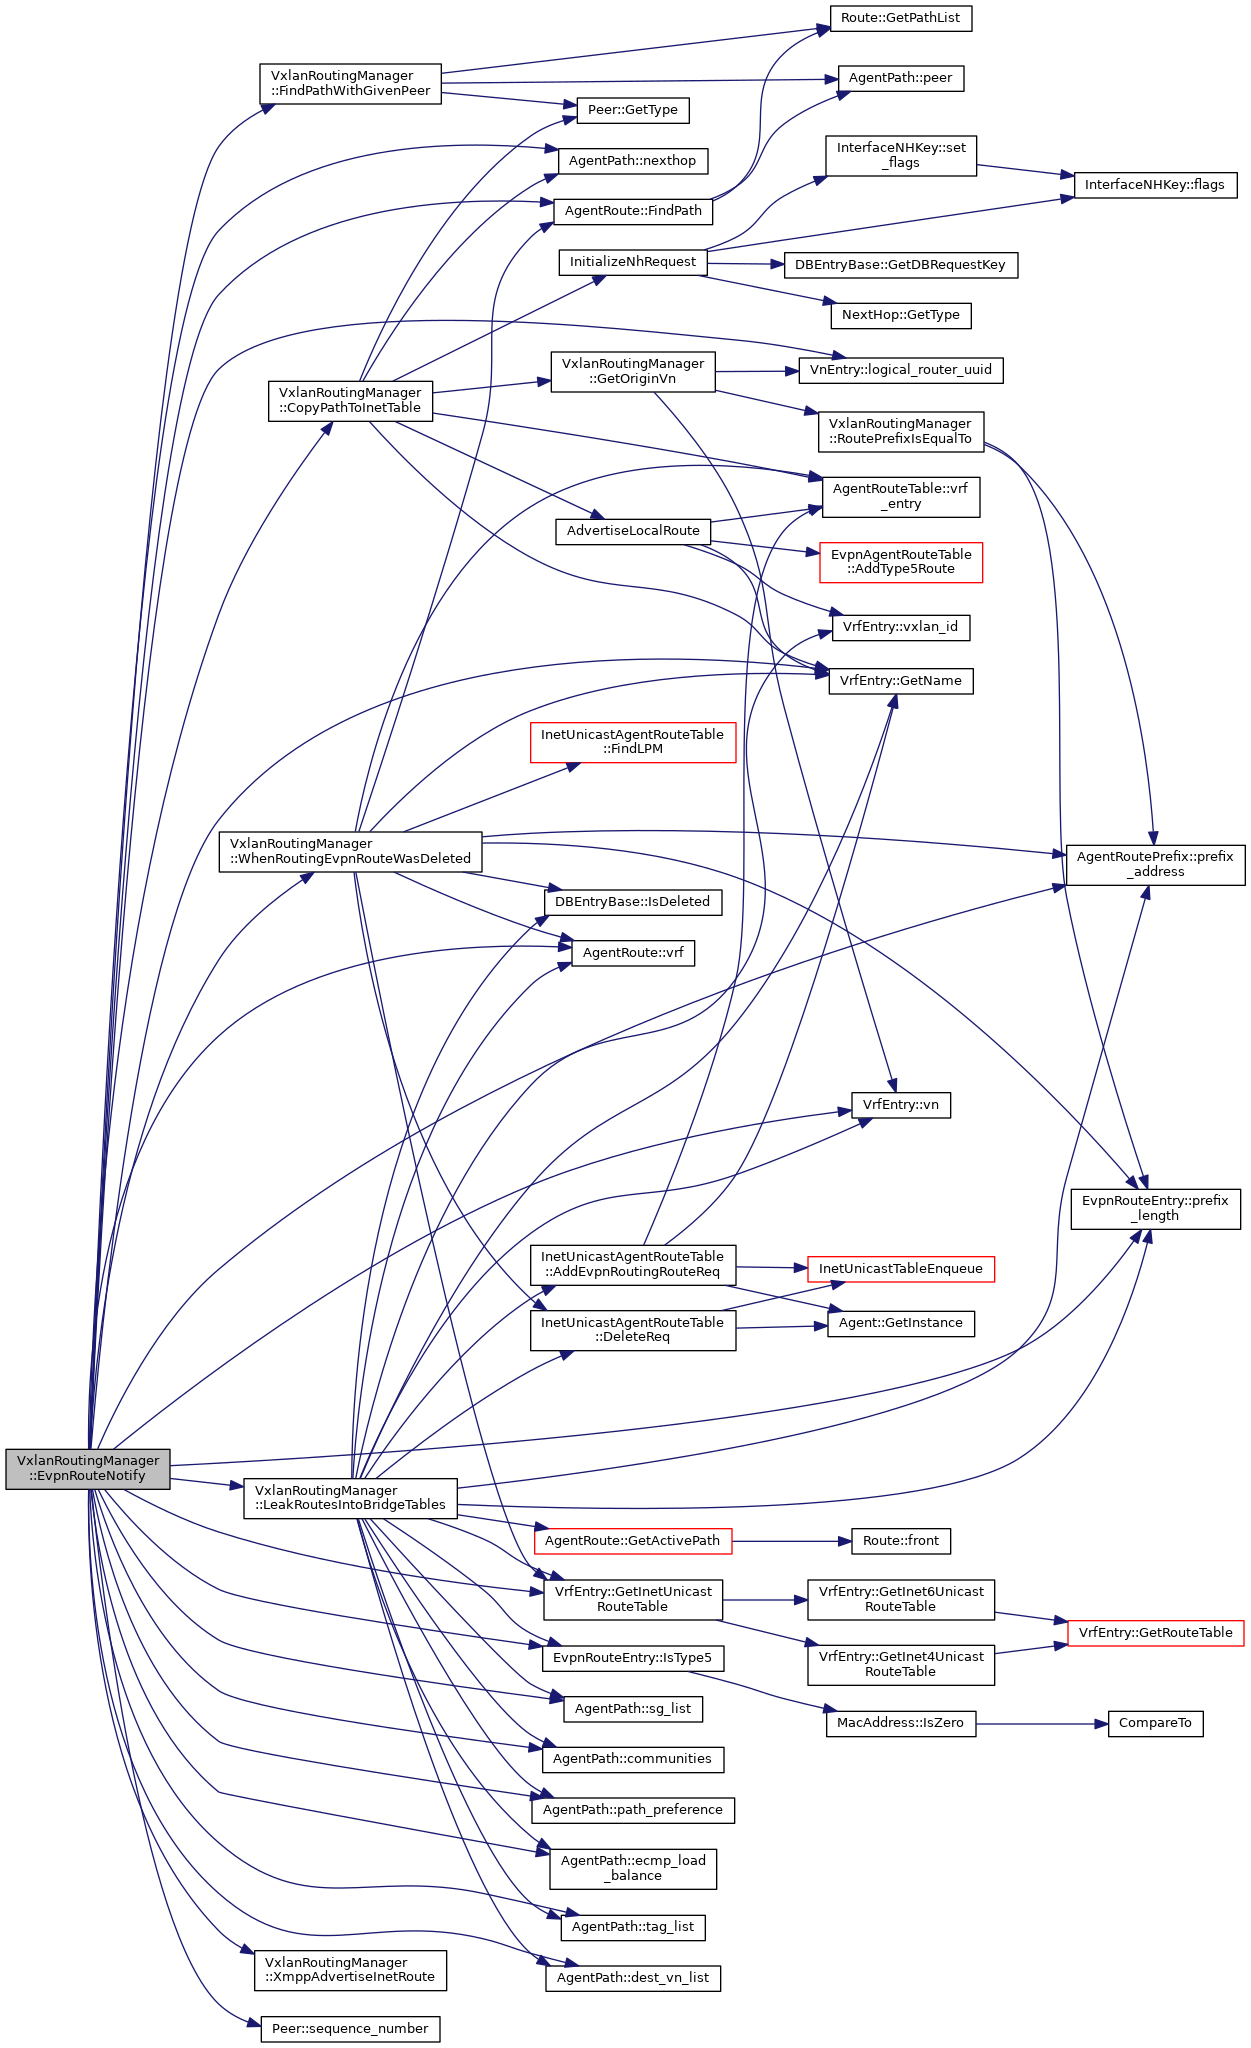 Route::GetPathList
VxlanRoutingManager
::FindPathWithGivenPeer
AgentPath::peer
Peer::GetType
InterfaceNHKey::set
_flags
AgentPath::nexthop
InterfaceNHKey::flags
AgentRoute::FindPath
InitializeNhRequest
DBEntryBase::GetDBRequestKey
NextHop::GetType
VxlanRoutingManager
::GetOriginVn
VnEntry::logical_router_uuid
VxlanRoutingManager
::CopyPathToInetTable
VxlanRoutingManager
::RoutePrefixIsEqualTo
AgentRouteTable::vrf
_entry
AdvertiseLocalRoute
EvpnAgentRouteTable
::AddType5Route
VrfEntry::vxlan_id
VrfEntry::GetName
InetUnicastAgentRouteTable
::FindLPM
VxlanRoutingManager
::WhenRoutingEvpnRouteWasDeleted
AgentRoutePrefix::prefix
_address
DBEntryBase::IsDeleted
AgentRoute::vrf
VrfEntry::vn
EvpnRouteEntry::prefix
_length
InetUnicastAgentRouteTable
::AddEvpnRoutingRouteReq
InetUnicastTableEnqueue
InetUnicastAgentRouteTable
::DeleteReq
Agent::GetInstance
VxlanRoutingManager
::EvpnRouteNotify
VxlanRoutingManager
::LeakRoutesIntoBridgeTables
AgentRoute::GetActivePath
Route::front
VrfEntry::GetInetUnicast
RouteTable
VrfEntry::GetInet6Unicast
RouteTable
VrfEntry::GetRouteTable
VrfEntry::GetInet4Unicast
RouteTable
EvpnRouteEntry::IsType5
AgentPath::sg_list
MacAddress::IsZero
CompareTo
AgentPath::communities
AgentPath::path_preference
AgentPath::ecmp_load
_balance
AgentPath::tag_list
VxlanRoutingManager
::XmppAdvertiseInetRoute
AgentPath::dest_vn_list
Peer::sequence_number